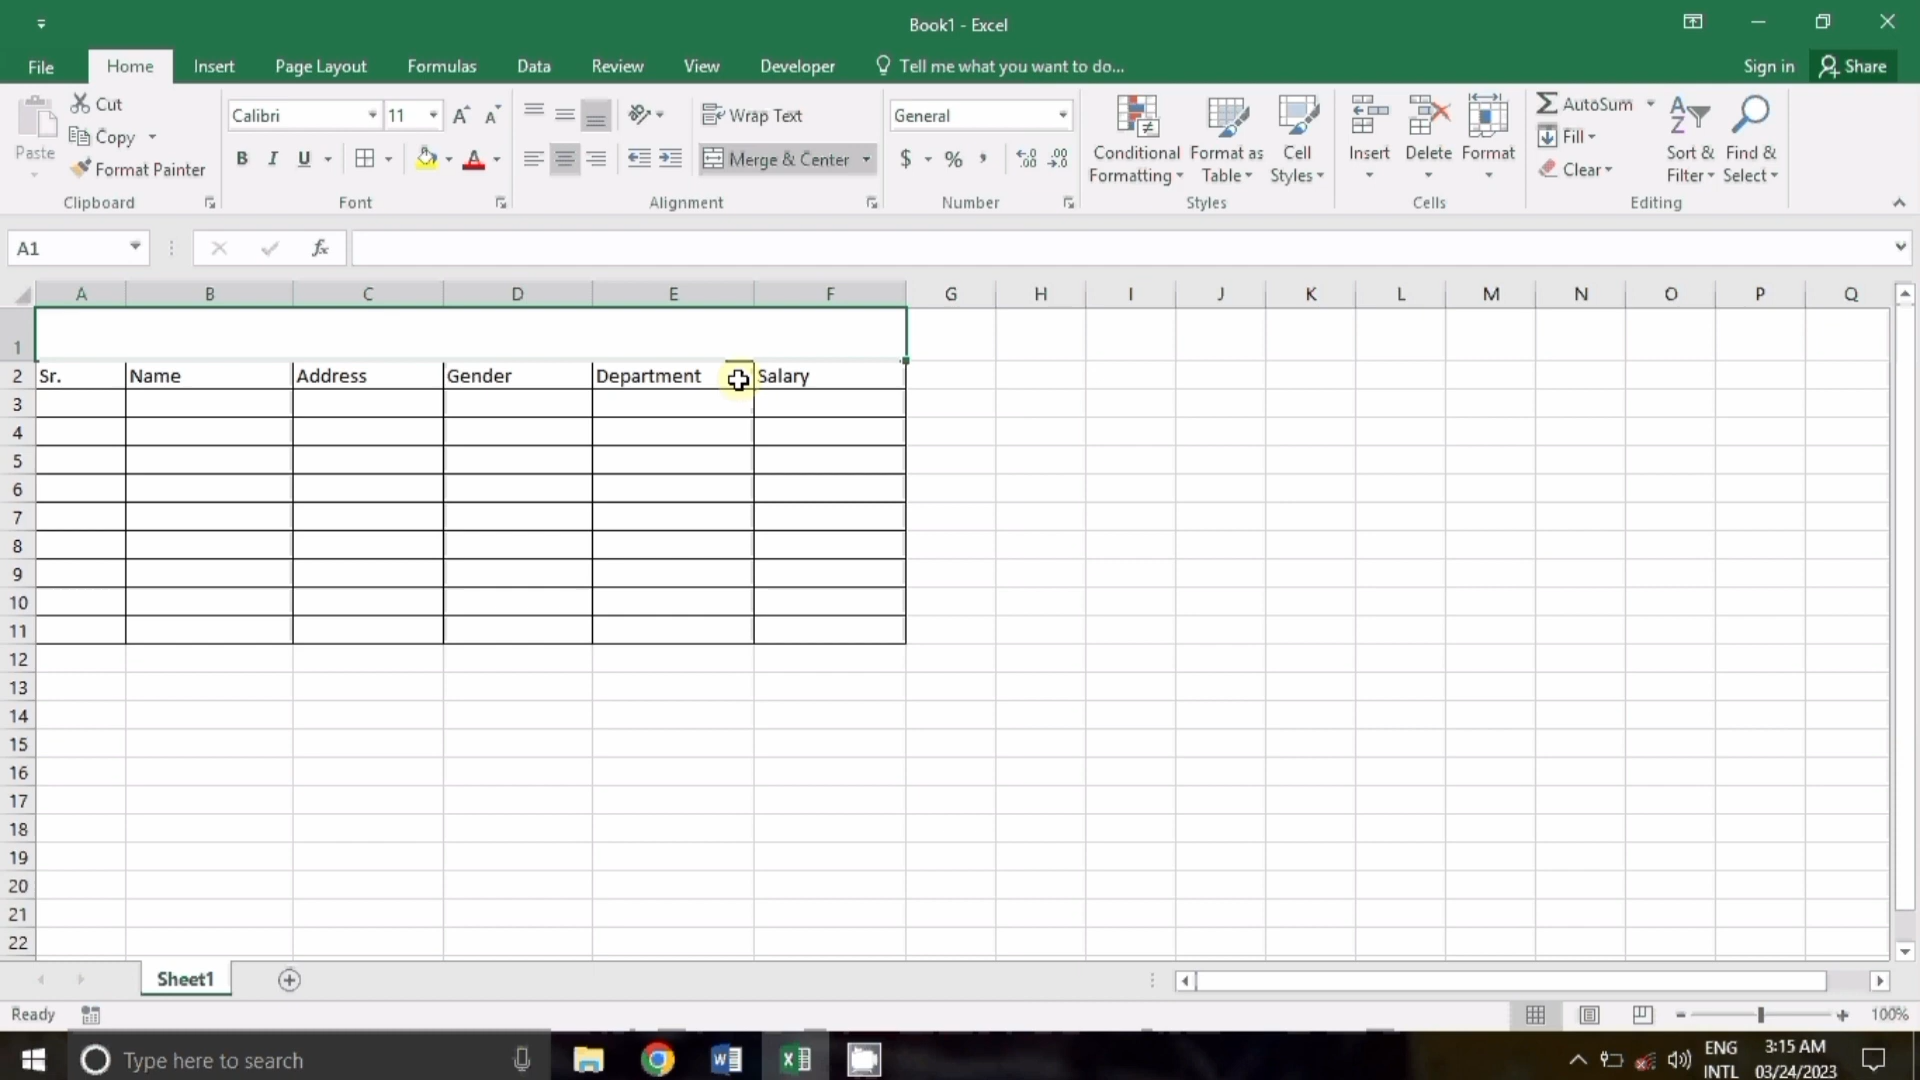 Book1 - Excel
File Home Insert Page Layout Formulas Data Review View Developer Tell me what you want to do... Sign in Share
Paste
Cut
Copy
Format Painter
Clipboard
Calibri 11
B I U A
Font
Wrap Text
Merge & Center
Alignment
General
$ % ,
Number
Conditional Formatting
Format as Table
Cell Styles
Styles
Insert
Delete
Format
Cells
AutoSum
Fill
Clear
Sort & Filter
Find & Select
Editing
A1 fx
A B C D E F G H I J K L M N O P Q
1
2 Sr. Name Address Gender Department Salary
3
4
5
6
7
8
9
10
11
12
13
14
15
16
17
18
19
20
21
22
Sheet1
Ready 100%
Type here to search
ENG
INTL
3:15 AM
03/24/2023